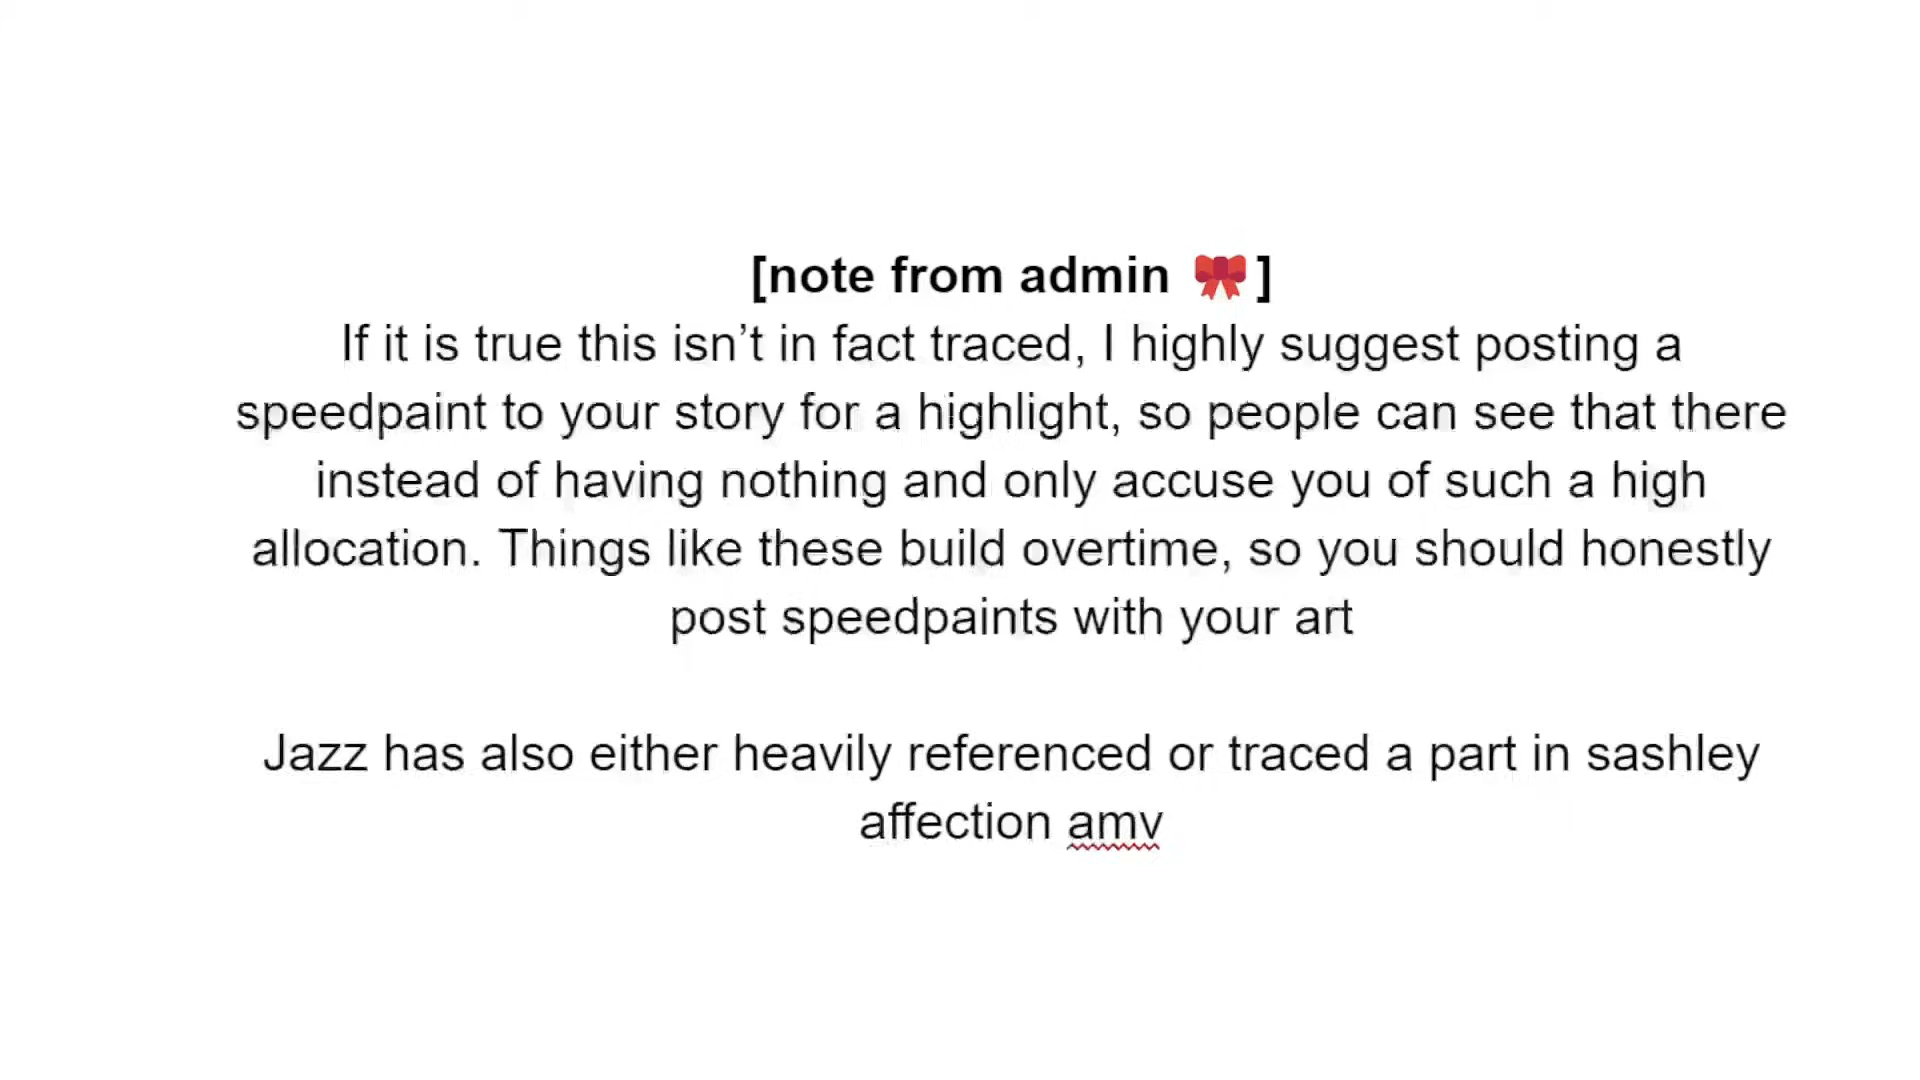 [note from admin 🎀]
If it is true this isn’t in fact traced, I highly suggest posting a
speedpaint to your story for a highlight, so people can see that there
instead of having nothing and only accuse you of such a high
allocation. Things like these build overtime, so you should honestly
post speedpaints with your art
Jazz has also either heavily referenced or traced a part in sashley
affection amv